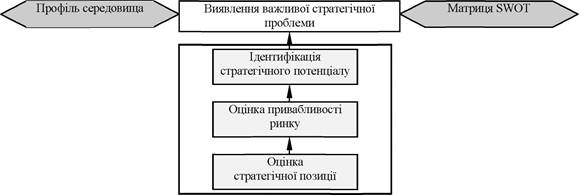 Профіль середовища
Виявлення важливої стратегічної
проблеми
Матриця SWOT
Ідентифікація
стратегічного потенціалу
Оцінка привабливості
ринку
Оцінка
стратегічної позиції